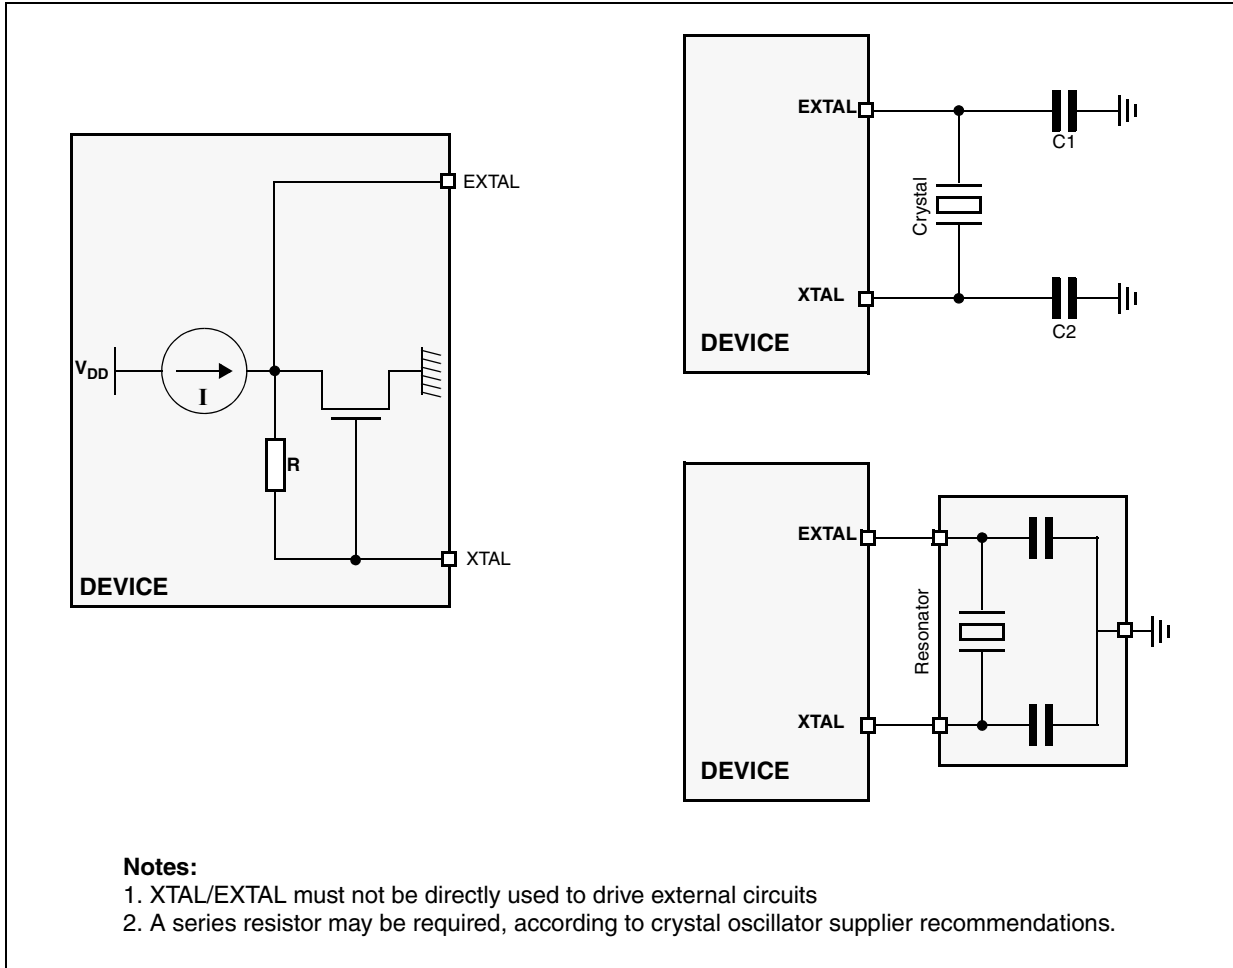 EXTAL
V_DD
I
R
XTAL
DEVICE
EXTAL
C1
Crystal
XTAL
C2
DEVICE
EXTAL
Resonator
XTAL
DEVICE
Notes:
1. XTAL/EXTAL must not be directly used to drive external circuits
2. A series resistor may be required, according to crystal oscillator supplier recommendations.